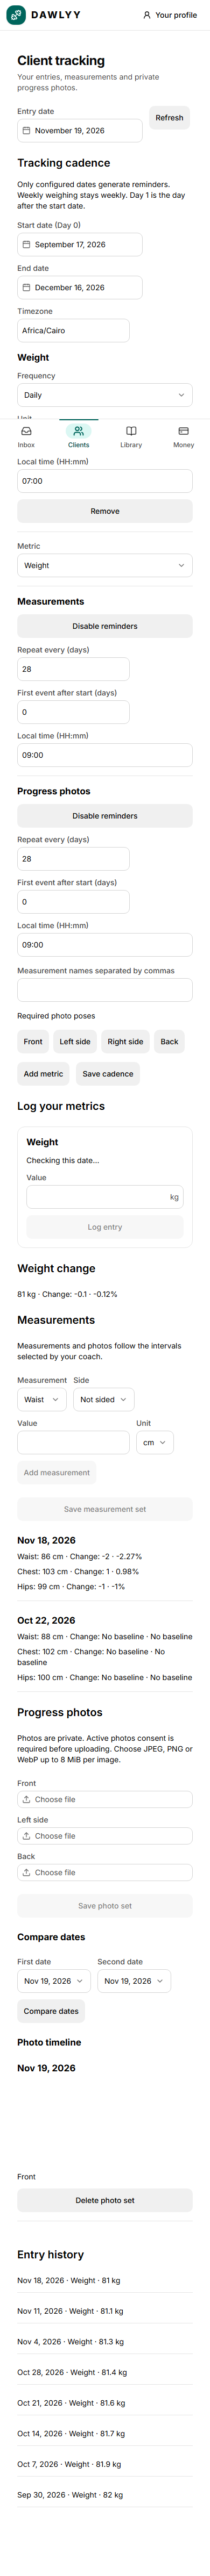 DAWLYY
Your profile
Client tracking
Your entries, measurements and private
progress photos.
Entry date
November 19, 2026
Refresh
Tracking cadence
Only configured dates generate reminders.
Weekly weighing stays weekly. Day 1 is the day
after the start date.
Start date (Day 0)
September 17, 2026
End date
December 16, 2026
Timezone
Africa/Cairo
Weight
Frequency
Daily
Inbox
Clients
Library
Money
Local time (HH:mm)
07:00
Remove
Metric
Weight
Measurements
Disable reminders
Repeat every (days)
28
First event after start (days)
0
Local time (HH:mm)
09:00
Progress photos
Disable reminders
Repeat every (days)
28
First event after start (days)
0
Local time (HH:mm)
09:00
Measurement names separated by commas
Required photo poses
Front
Left side
Right side
Back
Add metric
Save cadence
Log your metrics
Weight
Checking this date...
Value
kg
Log entry
Weight change
81 kg · Change: -0.1 · -0.12%
Measurements
Measurements and photos follow the intervals
selected by your coach.
Measurement Side
Waist
Not sided
Value
Unit
cm
Add measurement
Save measurement set
Nov 18, 2026
Waist: 86 cm · Change: -2 · -2.27%
Chest: 103 cm · Change: 1 · 0.98%
Hips: 99 cm · Change: -1 · -1%
Oct 22, 2026
Waist: 88 cm · Change: No baseline · No baseline
Chest: 102 cm · Change: No baseline · No
baseline
Hips: 100 cm · Change: No baseline · No baseline
Progress photos
Photos are private. Active photos consent is
required before uploading. Choose JPEG, PNG or
WebP up to 8 MiB per image.
Front
Choose file
Left side
Choose file
Back
Choose file
Save photo set
Compare dates
First date
Second date
Nov 19, 2026
Nov 19, 2026
Compare dates
Photo timeline
Nov 19, 2026
Front
Delete photo set
Entry history
Nov 18, 2026 · Weight · 81 kg
Nov 11, 2026 · Weight · 81.1 kg
Nov 4, 2026 · Weight · 81.3 kg
Oct 28, 2026 · Weight · 81.4 kg
Oct 21, 2026 · Weight · 81.6 kg
Oct 14, 2026 · Weight · 81.7 kg
Oct 7, 2026 · Weight · 81.9 kg
Sep 30, 2026 · Weight · 82 kg